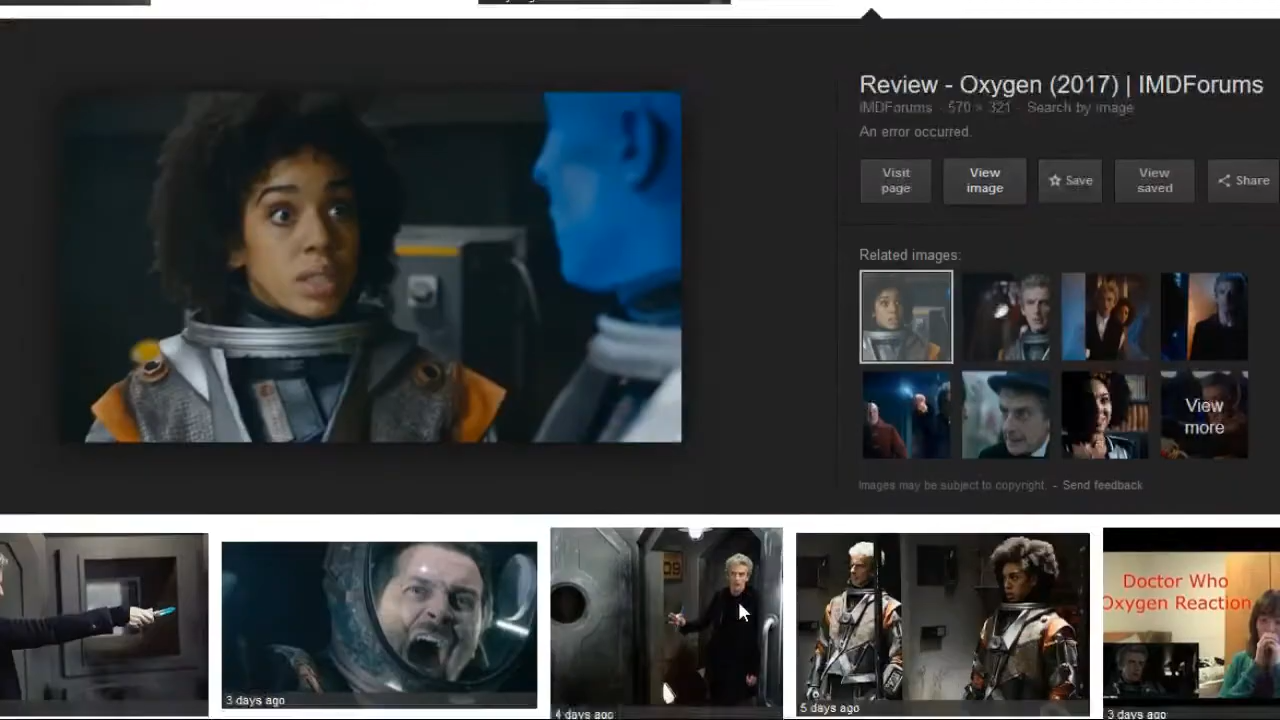 Review - Oxygen (2017) | IMDForums
IMDForums - 570 × 321 - Search by image
An error occurred.
Visit page
View image
Save
View saved
Share
Related images:
View more
Images may be subject to copyright. - Send feedback
09
Doctor Who
Oxygen Reaction
3 days ago
4 days ago
5 days ago
3 days ago